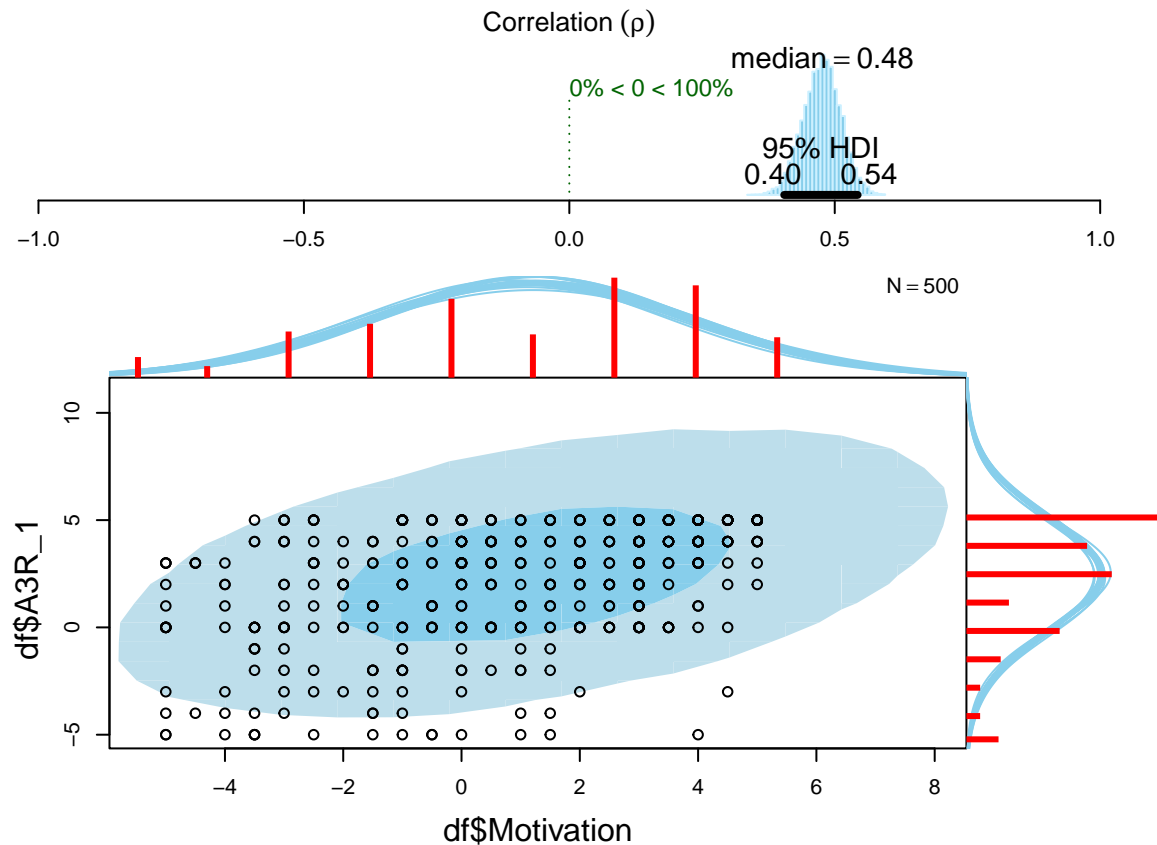 Correlation (ρ)
median = 0.48
0% < 0 < 100%
95% HDI
0.40 0.54
−1.0 −0.5 0.0 0.5 1.0
N = 500
10
5
0
−5
df$A3R_1
−4 −2 0 2 4 6 8
df$Motivation